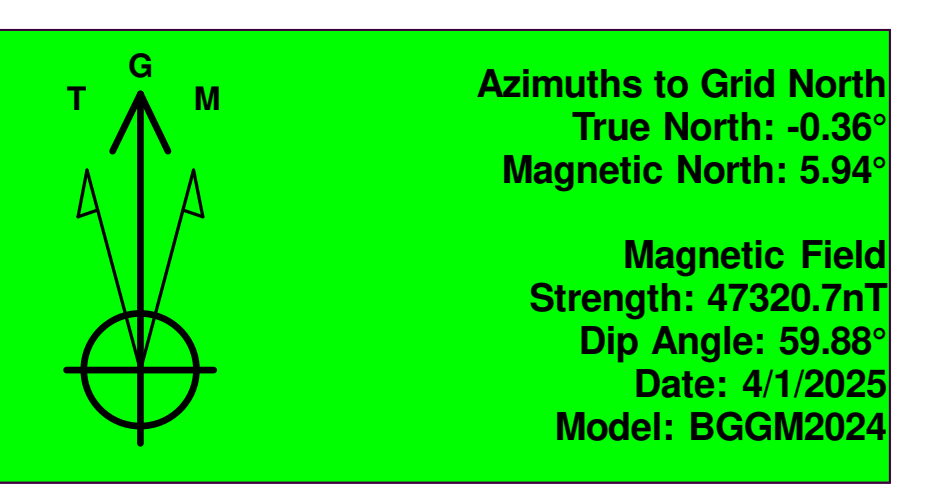 G
T M
Azimuths to Grid North
True North: -0.36°
Magnetic North: 5.94°
Magnetic Field
Strength: 47320.7nT
Dip Angle: 59.88°
Date: 4/1/2025
Model: BGGM2024